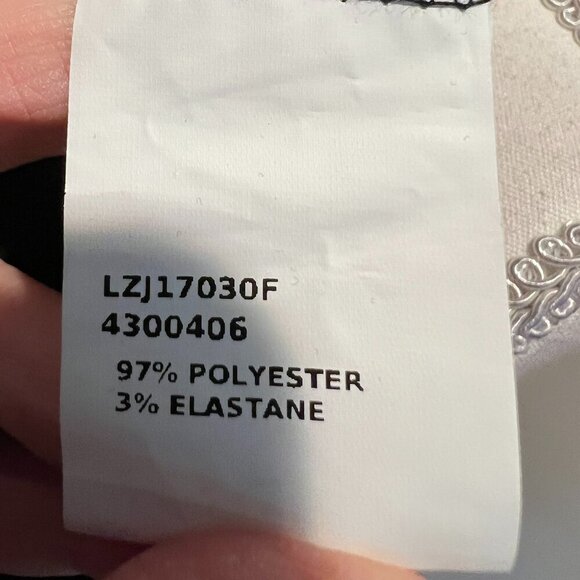 LZJ17030F
4300406
97% POLYESTER
3% ELASTANE